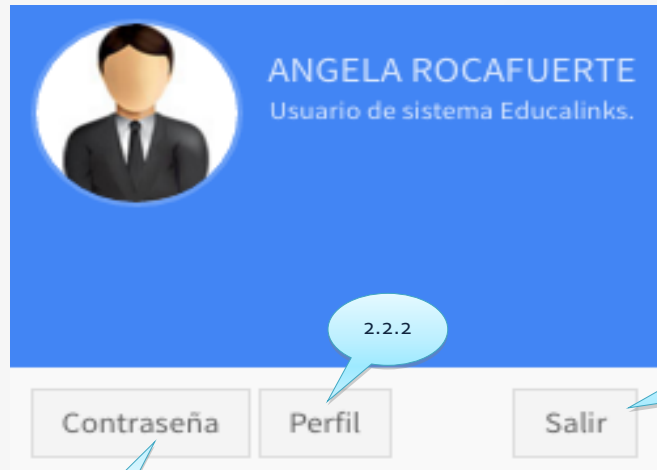 ANGELA ROCAFUERTE
Usuario de sistema Educalinks.
2.2.2
Contraseña
Perfil
Salir